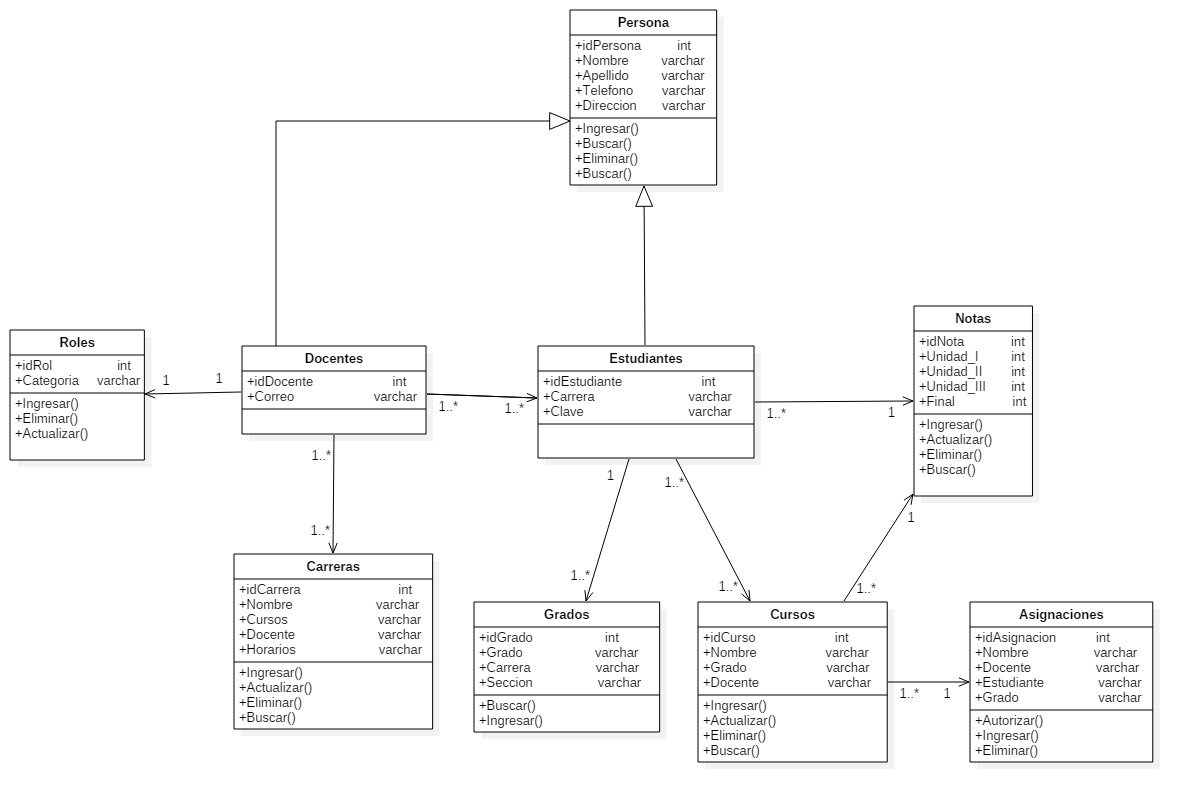 Persona
+idPersona int
+Nombre varchar
+Apellido varchar
+Telefono varchar
+Direccion varchar
+Ingresar()
+Buscar()
+Eliminar()
+Buscar()
Roles
+idRol int
+Categoria varchar
+Ingresar()
+Eliminar()
+Actualizar()
1 1
Docentes
+idDocente int
+Correo varchar
1..* 1..*
Estudiantes
+idEstudiante int
+Carrera varchar
+Clave varchar
1..* 1
Notas
+idNota int
+Unidad_I int
+Unidad_II int
+Unidad_III int
+Final int
+Ingresar()
+Actualizar()
+Eliminar()
+Buscar()
1..*
1..*
1
1..*
1..*
1..*
1
1..*
Carreras
+idCarrera int
+Nombre varchar
+Cursos varchar
+Docente varchar
+Horarios varchar
+Ingresar()
+Actualizar()
+Eliminar()
+Buscar()
Grados
+idGrado int
+Grado varchar
+Carrera varchar
+Seccion varchar
+Buscar()
+Ingresar()
Cursos
+idCurso int
+Nombre varchar
+Grado varchar
+Docente varchar
+Ingresar()
+Actualizar()
+Eliminar()
+Buscar()
1..* 1
Asignaciones
+idAsignacion int
+Nombre varchar
+Docente varchar
+Estudiante varchar
+Grado varchar
+Autorizar()
+Ingresar()
+Eliminar()